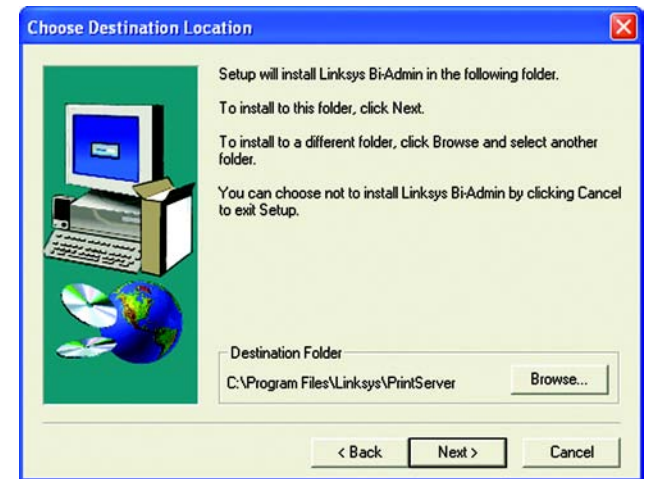 Choose Destination Location
Setup will install Linksys Bi-Admin in the following folder.
To install to this folder, click Next.
To install to a different folder, click Browse and select another
folder.
You can choose not to install Linksys Bi-Admin by clicking Cancel
to exit Setup.
Destination Folder
C:\Program Files\Linksys\PrintServer
Browse...
< Back
Next >
Cancel